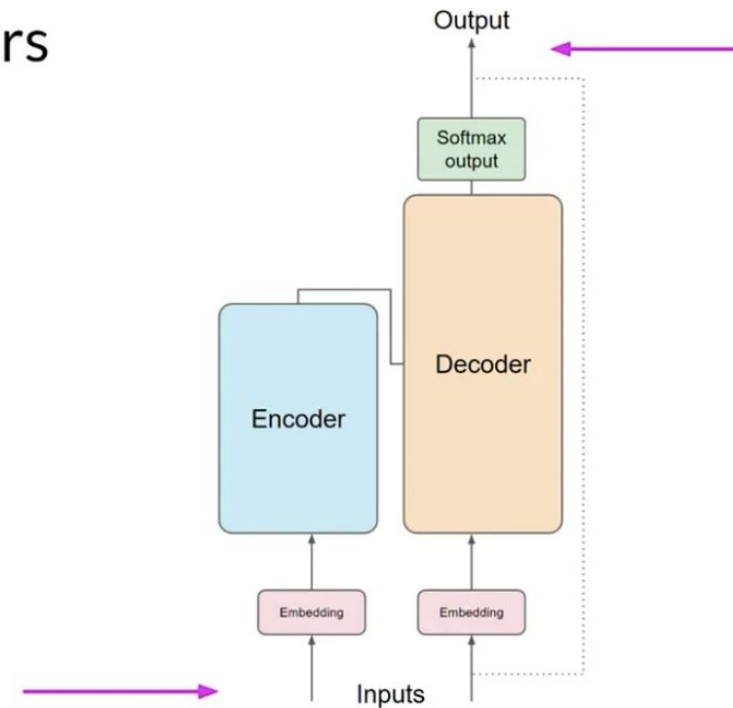 rs
Output
Softmax
output
Decoder
Encoder
Embedding
Embedding
Inputs